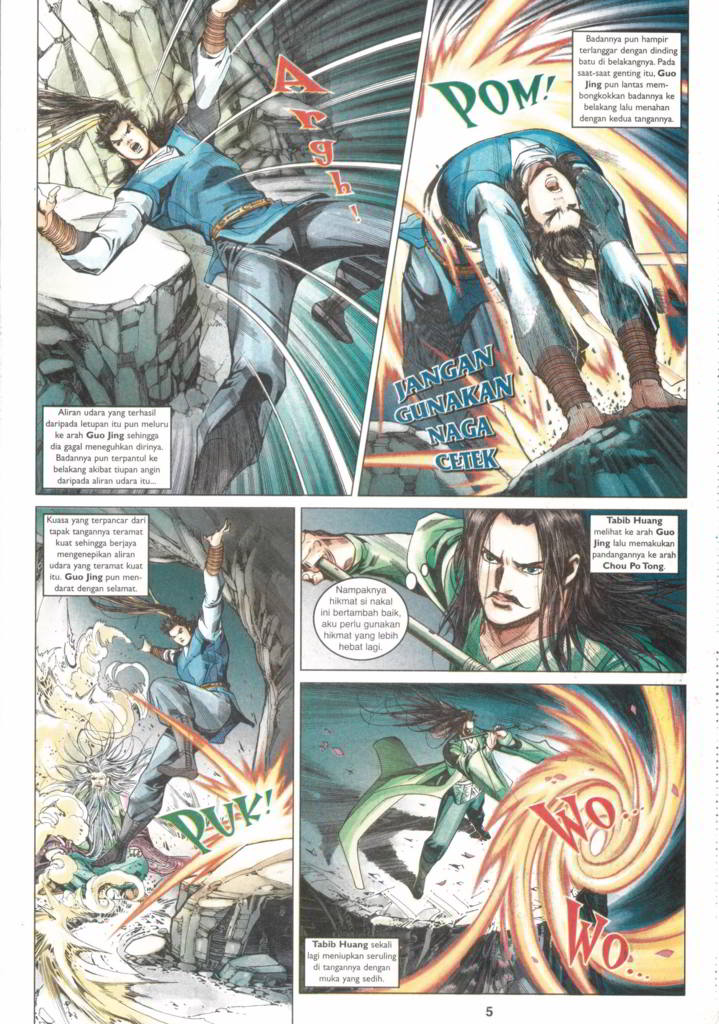 Argh!
Aliran udara yang terhasil
daripada letupan itu pun meluru
ke arah Guo Jing sehingga
dia gagal meneguhkan dirinya.
Badannya pun terpantul ke
belakang akibat tiupan angin
daripada aliran udara itu...
Badannya pun hampir
terlanggar dengan dinding
batu di belakangnya. Pada
saat-saat genting itu, Guo
Jing pun lantas mem-
bongkokkan badannya ke
belakang lalu menahan
dengan kedua tangannya.
POM!
JANGAN
GUNAKAN
NAGA
CETEK
Kuasa yang terpancar dari
tapak tangannya teramat
kuat sehingga berjaya
mengenepikan aliran
udara yang teramat kuat
itu. Guo Jing pun men-
darat dengan selamat.
PUK!
Tabib Huang
melihat ke arah Guo
Jing lalu memakukan
pandangannya ke arah
Chou Po Tong.
Nampaknya
hikmat si nakal
ini bertambah baik,
aku perlu gunakan
hikmat yang lebih
hebat lagi.
WO...
WO...
Tabib Huang sekali
lagi meniupkan seruling
di tangannya dengan
muka yang sedih.
5